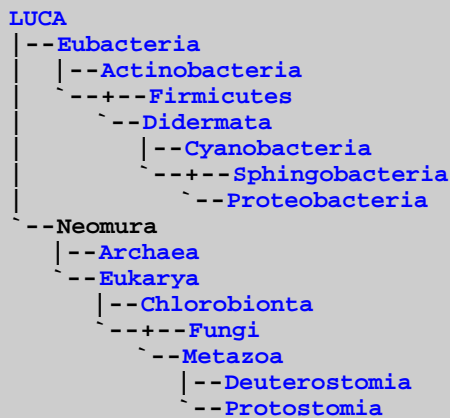 LUCA
|--Eubacteria
|  |--Actinobacteria
|  `--+--Firmicutes
|     `--Didermata
|        |--Cyanobacteria
|        `--+--Sphingobacteria
|           `--Proteobacteria
`--Neomura
   |--Archaea
   `--Eukarya
      |--Chlorobionta
      `--+--Fungi
         `--Metazoa
            |--Deuterostomia
            `--Protostomia